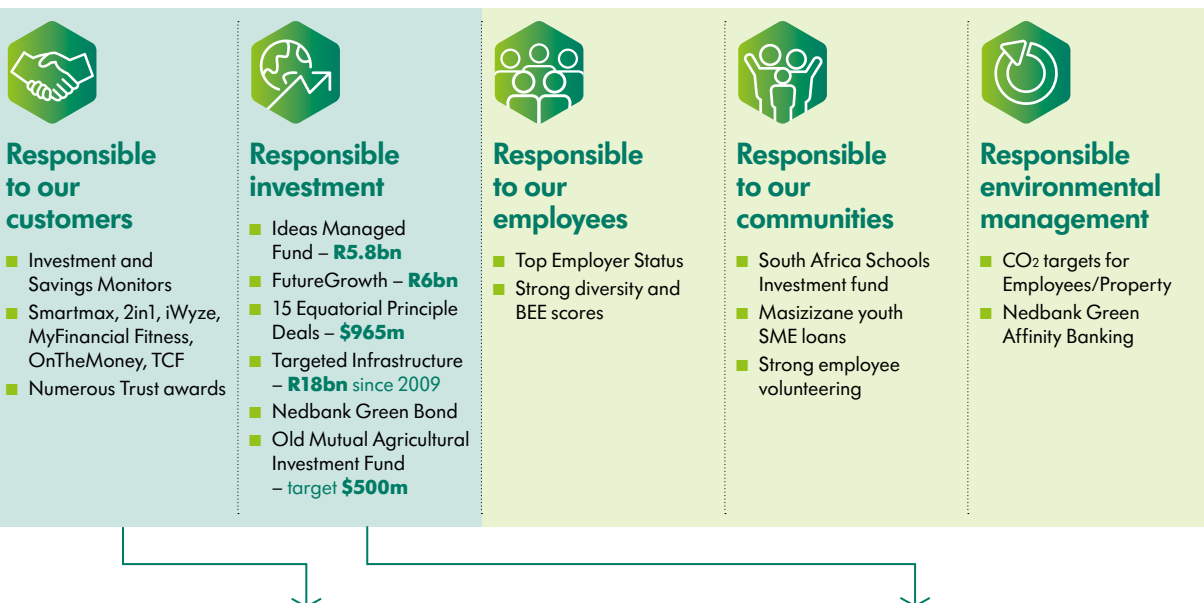 Responsible
to our
customers
■ Investment and
Savings Monitors
■ Smartmax, 2in1, iWyze,
MyFinancial Fitness,
OnTheMoney, TCF
■ Numerous Trust awards
Responsible
investment
■ Ideas Managed
Fund – R5.8bn
■ FutureGrowth – R6bn
■ 15 Equatorial Principle
Deals – $965m
■ Targeted Infrastructure
– R18bn since 2009
■ Nedbank Green Bond
■ Old Mutual Agricultural
Investment Fund
– target $500m
Responsible
to our
employees
■ Top Employer Status
■ Strong diversity and
BEE scores
Responsible
to our
communities
■ South Africa Schools
Investment fund
■ Masizizane youth
SME loans
■ Strong employee
volunteering
Responsible
environmental
management
■ CO₂ targets for
Employees/Property
■ Nedbank Green
Affinity Banking